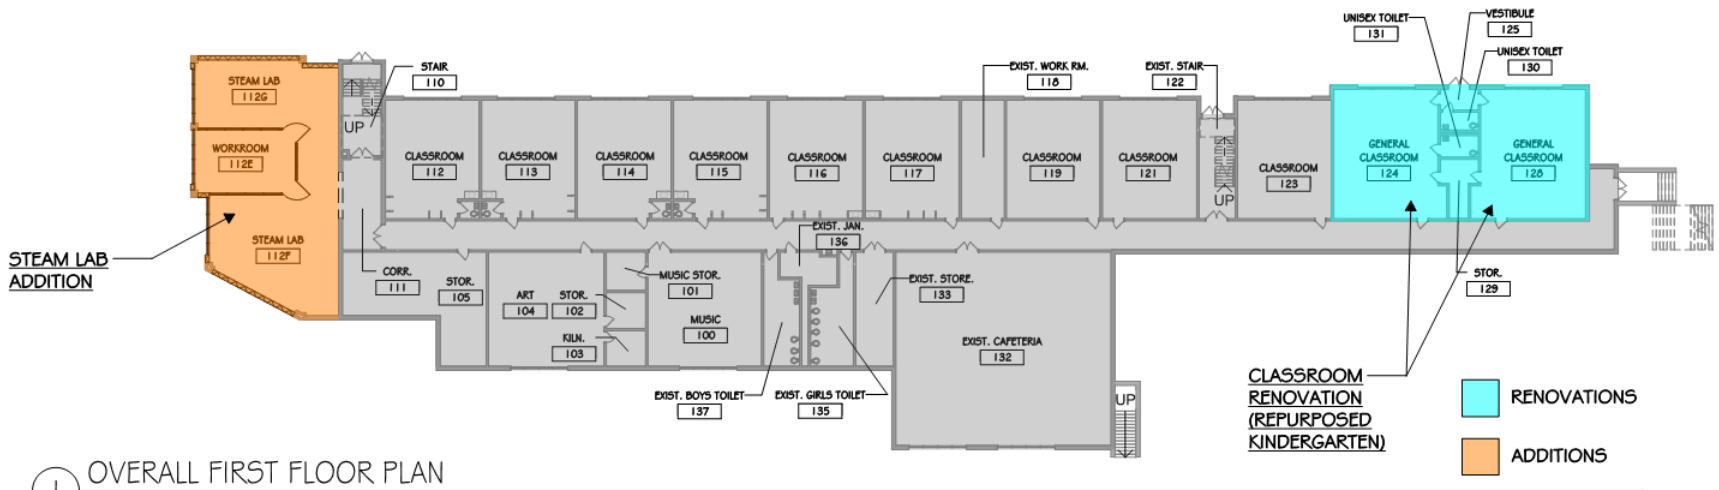 UNISEX TOILET
131
VESTIBULE
125
UNISEX TOILET
130
STAIR
110
EXIST. WORK RM.
118
EXIST. STAIR
122
STEAM LAB
112G
UP
WORKROOM
112E
CLASSROOM
112
CLASSROOM
113
CLASSROOM
114
CLASSROOM
115
CLASSROOM
116
CLASSROOM
117
CLASSROOM
119
CLASSROOM
121
UP
CLASSROOM
123
GENERAL
CLASSROOM
124
GENERAL
CLASSROOM
128
STEAM LAB
ADDITION
STEAM LAB
112F
EXIST. JAN.
136
CORR.
111
STOR.
105
ART
104
STOR.
102
MUSIC STOR.
101
MUSIC
100
KILN.
103
EXIST. STORE.
133
EXIST. CAFETERIA
132
STOR.
129
EXIST. BOYS TOILET
137
EXIST. GIRLS TOILET
135
UP
CLASSROOM
RENOVATION
(REPURPOSED
KINDERGARTEN)
RENOVATIONS
ADDITIONS
1
OVERALL FIRST FLOOR PLAN